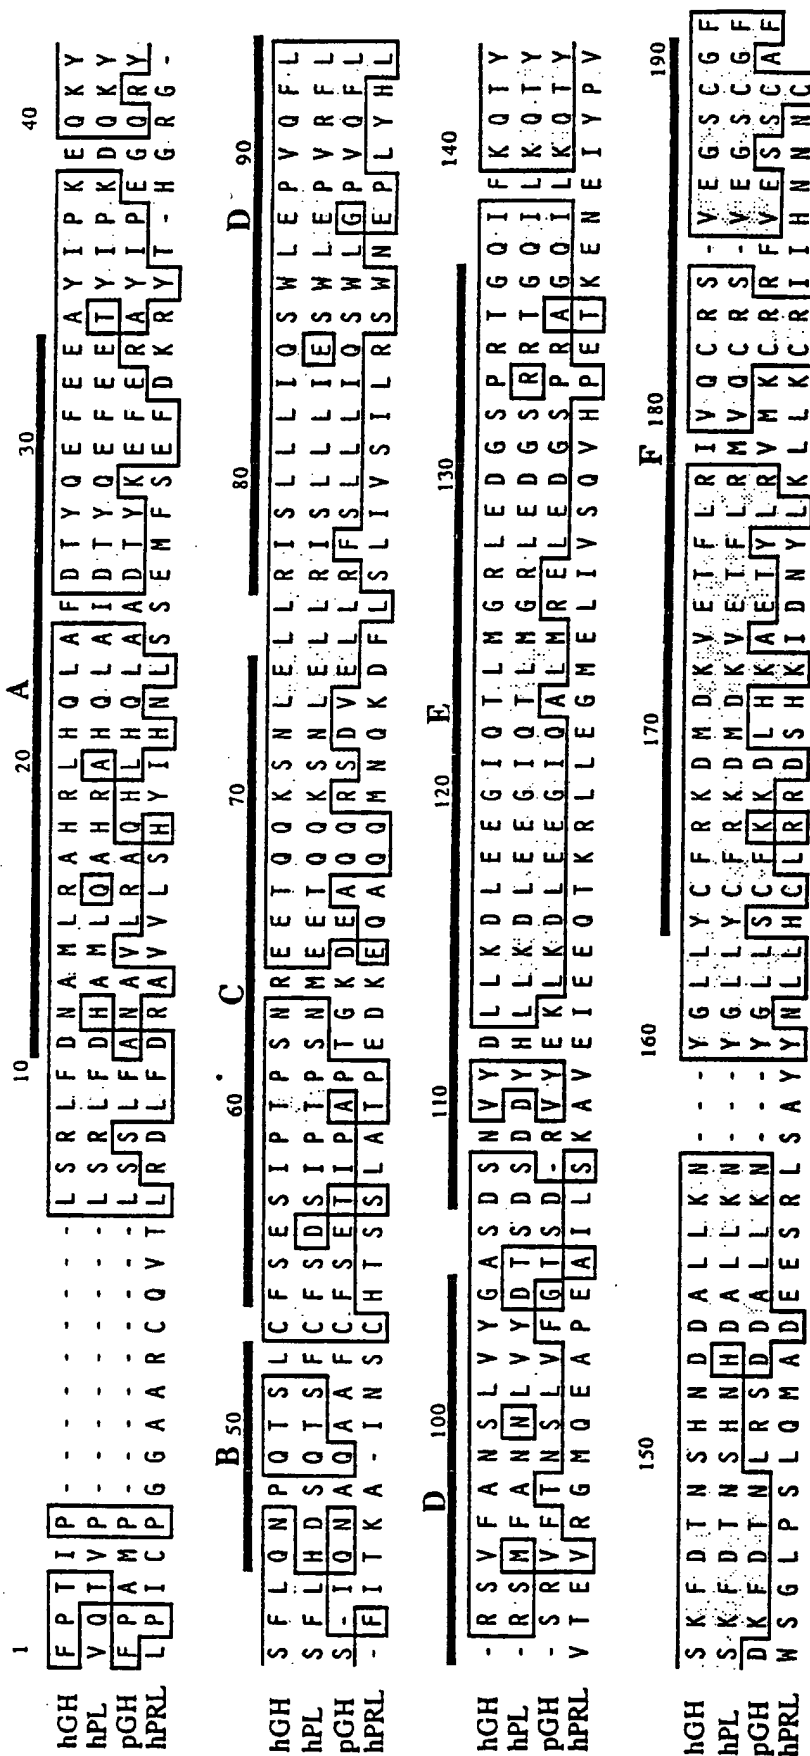 1 10 20 30 40
A
hGH F P T I P - - - - - - - - - L S R L F D N A M L R A H R L H Q L A F D T Y Q E F E E A Y I P K E Q K Y
hPL V Q T V P - - - - - - - - - L S R L F D H A M L Q A H R A H Q L A I D T Y Q E F E E T Y I P K D Q K Y
pGH F P A M P - - - - - - - - - L S S L F A N A V L R A Q H L H Q L A A D T Y K E F E R A Y I P E G Q R Y
hPRL L P I C P G G A A R C Q V T L R D L F D R A V V L S H Y I H N L S S E M F S E F D K R Y T - H G R G -
B 50 60 70 80 90
C D
hGH S F L Q N P Q T S L C F S E S I P T P S N R E E T Q Q K S N L E L L R I S L L L I Q S W L E P V Q F L
hPL S F L H D S Q T S F C F S D S I P T P S N M E E T Q Q K S N L E L L R I S L L L I E S W L E P V R F L
pGH S - I Q N A Q A A F C F S E T I P A P T G K D E A Q Q R S D V E L L R F S L L L I Q S W L G P V Q F L
hPRL - F I T K A - I N S C H T S S L A T P E D K E Q A Q Q M N Q K D F L S L I V S I L R S W N E P L Y H L
D 100 110 120 130 140
E
hGH - R S V F A N S L V Y G A S D S N V Y D L L K D L E E G I Q T L M G R L E D G S P R T G Q I F K Q T Y
hPL - R S M F A N N L V Y D T S D S D D Y H L L K D L E E G I Q T L M G R L E D G S R R T G Q I L K Q T Y
pGH - S R V F T N S L V F G T S D - R V Y E K L K D L E E G I Q A L M R E L E D G S P R A G Q I L K Q T Y
hPRL V T E V R G M Q E A P E A I L S K A V E I E E Q T K R L L E G M E L I V S Q V H P E T K E N E I Y P V
150 160 170 180 190
F
hGH S K F D T N S H N D D A L L K N - - - - Y G L L Y C F R K D M D K V E T F L R I V Q C R S - V E G S C G F
hPL S K F D T N S H N H D A L L K N - - - - Y G L L Y C F R K D M D K V E T F L R M V Q C R S - V E G S C G F
pGH D K F D T N L R S D D A L L K N - - - - Y G L L S C F K K D L H K A E T Y L R V M K C R R F V E S S C A F
hPRL W S G L P S L Q M A D E E S R L S A Y Y N L L H C L R R D S H K I D N Y L K L L K C R I I H N N N C